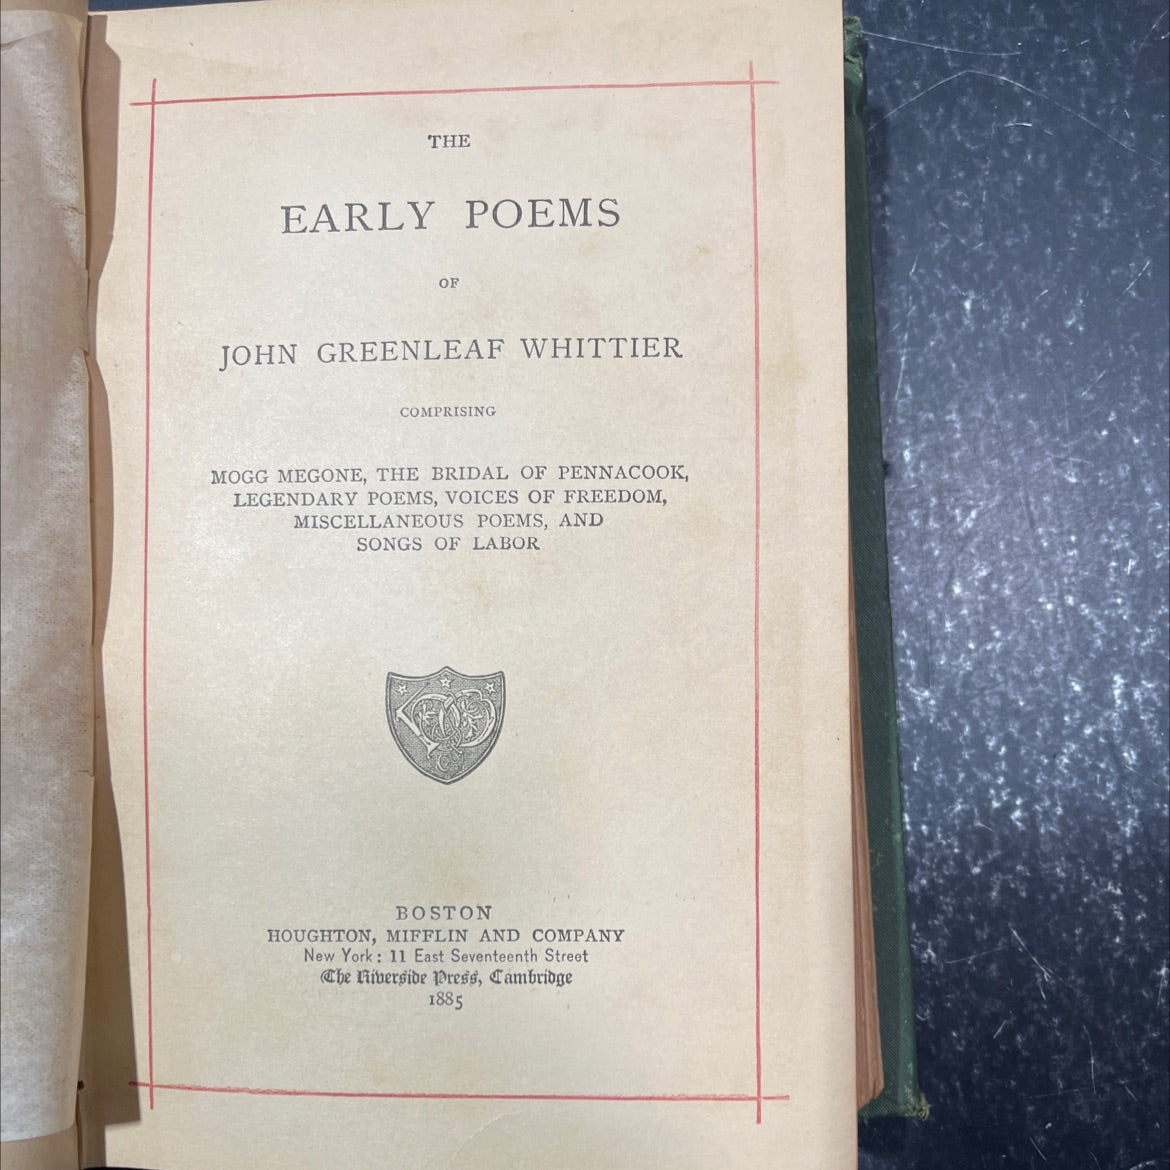 THE
EARLY POEMS
OF
JOHN GREENLEAF WHITTIER
COMPRISING
MOGG MEGONE, THE BRIDAL OF PENNACOOK,
LEGENDARY POEMS, VOICES OF FREEDOM,
MISCELLANEOUS POEMS, AND
SONGS OF LABOR
BOSTON
HOUGHTON, MIFFLIN AND COMPANY
New York: 11 East Seventeenth Street
The Riverside Press, Cambridge
1885